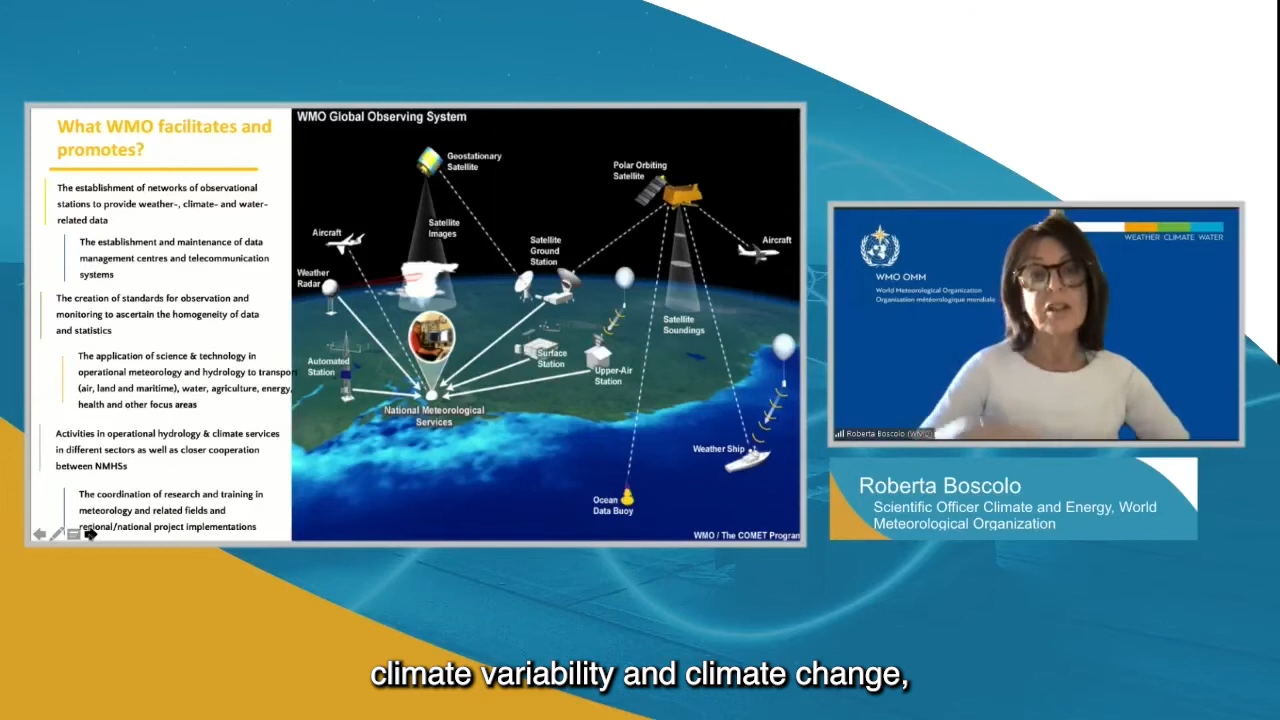 What WMO facilitates and
promotes?
The establishment of networks of observational
stations to provide weather-, climate- and water-
related data
The establishment and maintenance of data
management centres and telecommunication
systems
The creation of standards for observation and
monitoring to ascertain the homogeneity of data
and statistics
The application of science & technology in
operational meteorology and hydrology to transport
(air, land and maritime), water, agriculture, energy,
health and other focus areas
Activities in operational hydrology & climate services
in different sectors as well as closer cooperation
between NMHSs
The coordination of research and training in
meteorology and related fields and
regional/national project implementations
WMO Global Observing System
Geostationary
Satellite
Polar Orbiting
Satellite
Aircraft
Satellite
Images
Satellite
Ground
Station
Aircraft
Weather
Radar
Satellite
Soundings
Automated
Station
Surface
Station
Upper-Air
Station
National Meteorological
Services
Weather Ship
Ocean
Data Buoy
WMO / The COMET Program
WEATHER CLIMATE WATER
WMO OMM
World Meteorological Organization
Organisation météorologique mondiale
Roberta Boscolo (WMO)
Roberta Boscolo
Scientific Officer Climate and Energy, World
Meteorological Organization
climate variability and climate change,